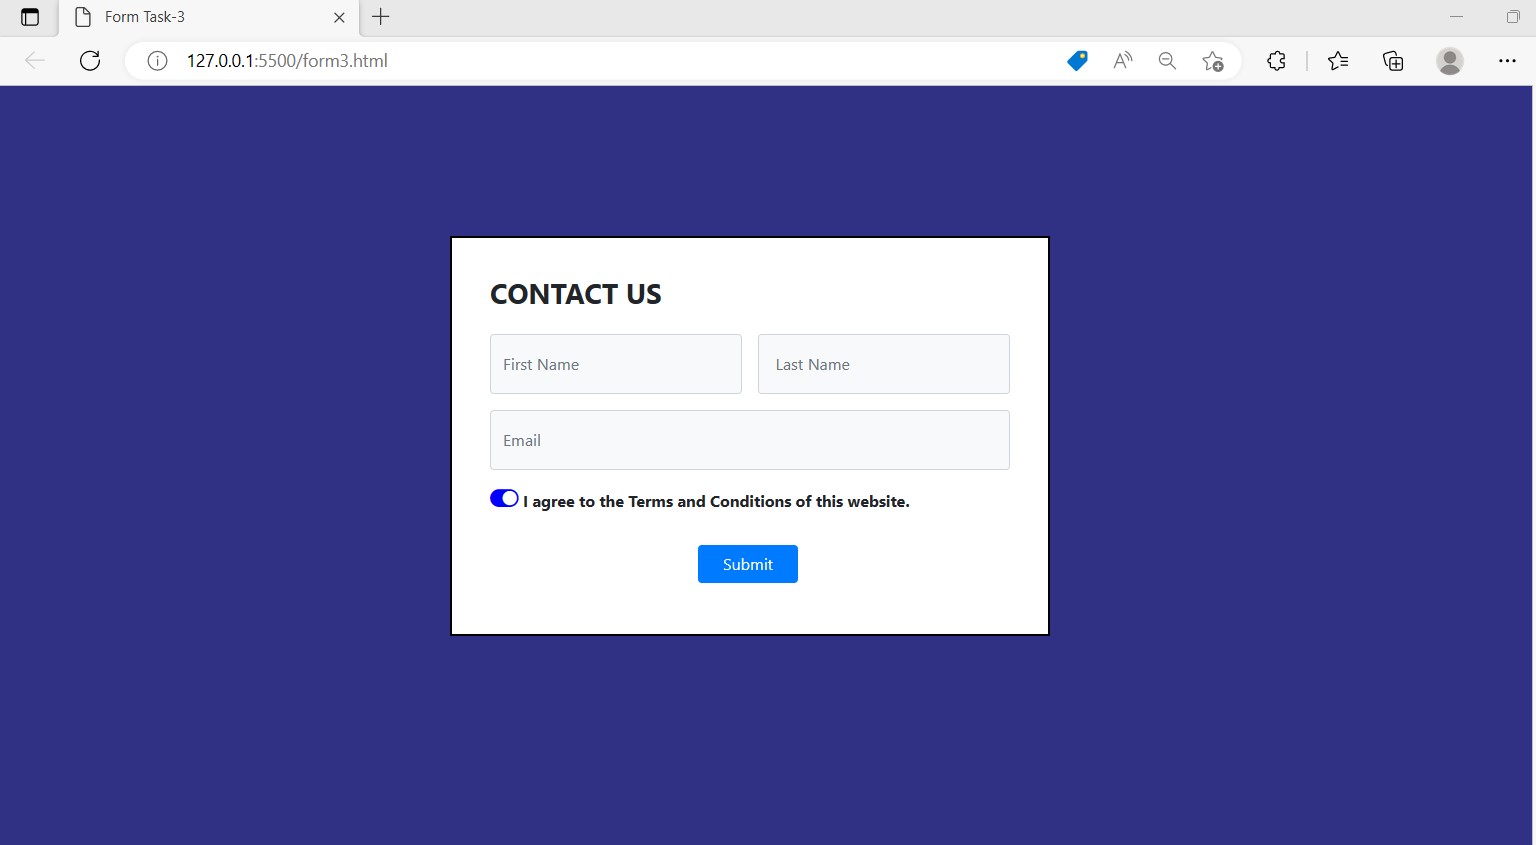 Form Task-3
127.0.0.1:5500/form3.html
CONTACT US
First Name Last Name
Email
I agree to the Terms and Conditions of this website.
Submit